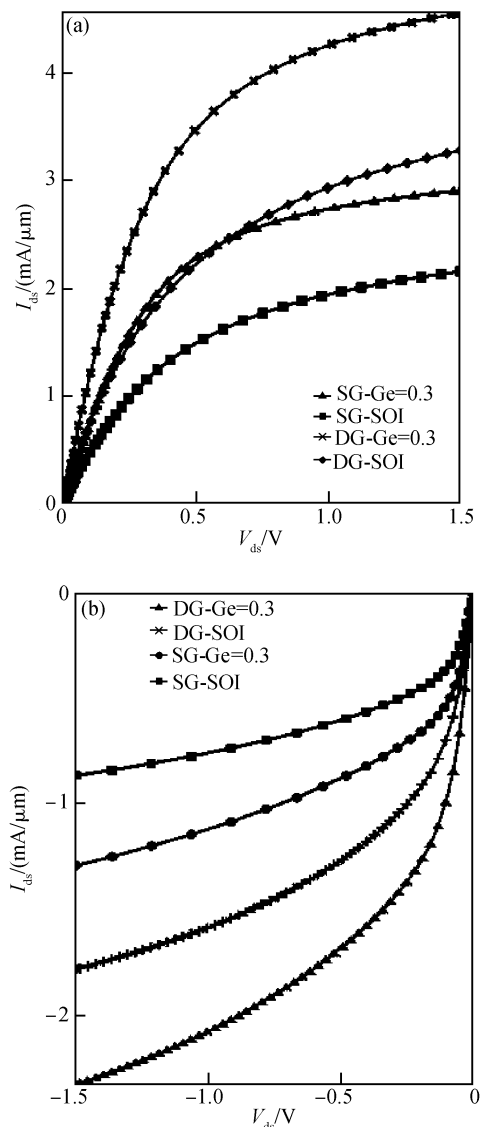 (a)
4
3
2
1
0
I_ds/(mA/μm)
SG-Ge=0.3
SG-SOI
DG-Ge=0.3
DG-SOI
0 0.5 1.0 1.5
V_ds/V
(b)
0
−1
−2
I_ds/(mA/μm)
DG-Ge=0.3
DG-SOI
SG-Ge=0.3
SG-SOI
−1.5 −1.0 −0.5 0
V_ds/V